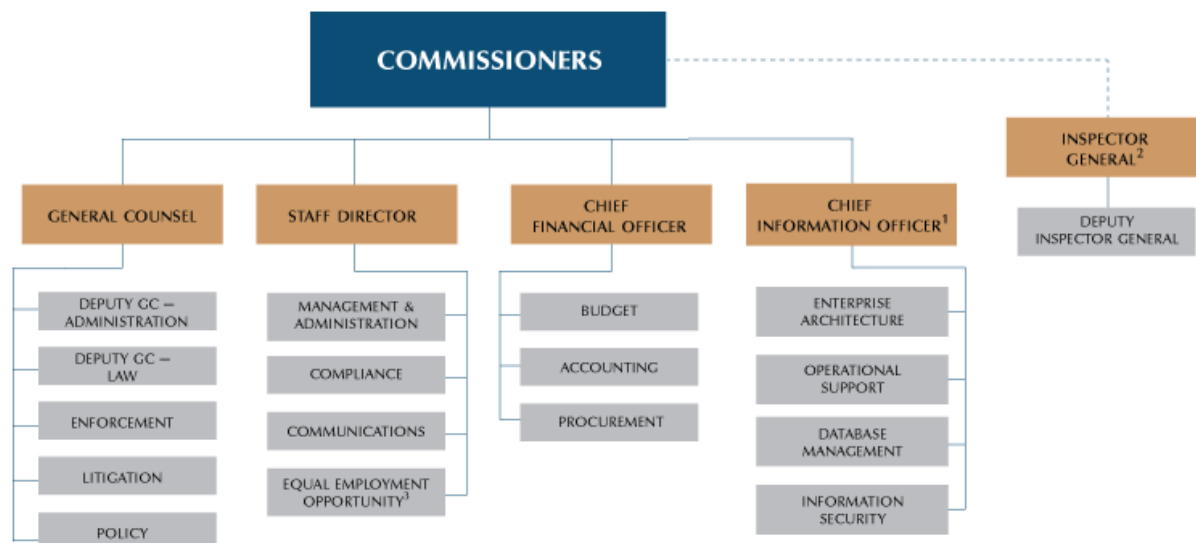 COMMISSIONERS
INSPECTOR
GENERAL²
DEPUTY
INSPECTOR GENERAL
GENERAL COUNSEL
DEPUTY GC —
ADMINISTRATION
DEPUTY GC —
LAW
ENFORCEMENT
LITIGATION
POLICY
STAFF DIRECTOR
MANAGEMENT &
ADMINISTRATION
COMPLIANCE
COMMUNICATIONS
EQUAL EMPLOYMENT
OPPORTUNITY³
CHIEF
FINANCIAL OFFICER
BUDGET
ACCOUNTING
PROCUREMENT
CHIEF
INFORMATION OFFICER¹
ENTERPRISE
ARCHITECTURE
OPERATIONAL
SUPPORT
DATABASE
MANAGEMENT
INFORMATION
SECURITY